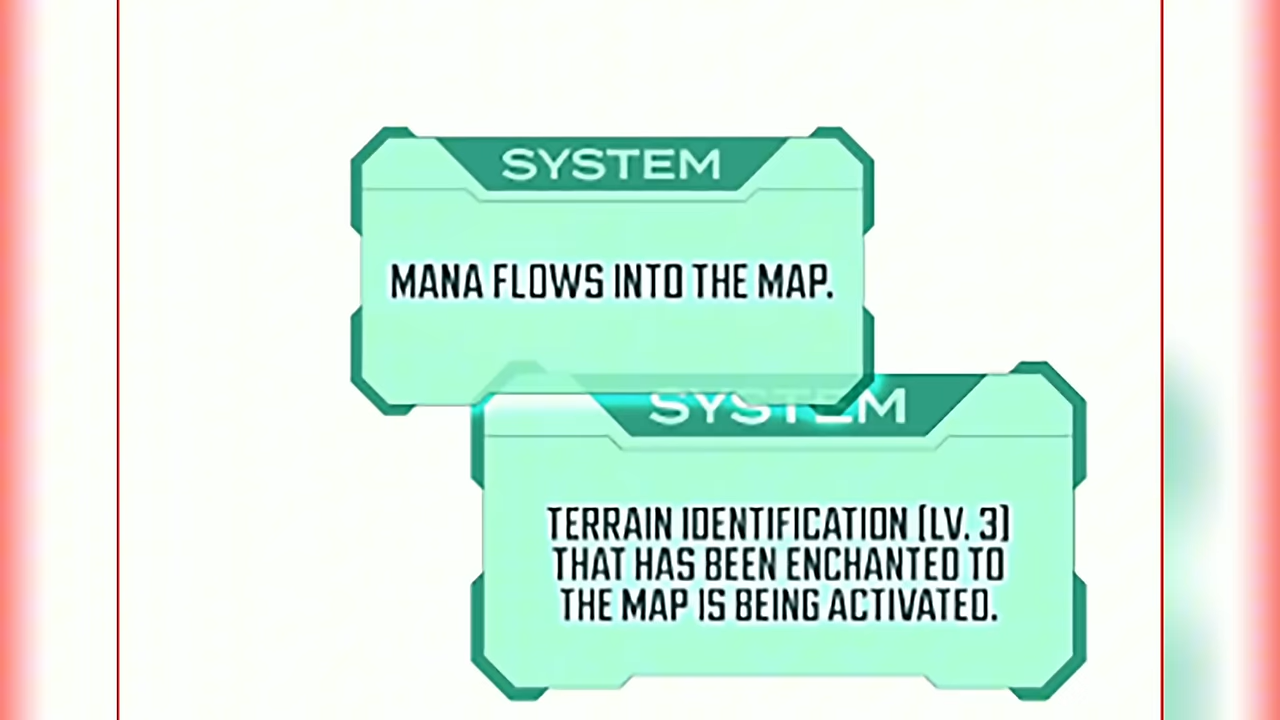 SYSTEM
MANA FLOWS INTO THE MAP.
SYSTEM
TERRAIN IDENTIFICATION [LV. 3]
THAT HAS BEEN ENCHANTED TO
THE MAP IS BEING ACTIVATED.